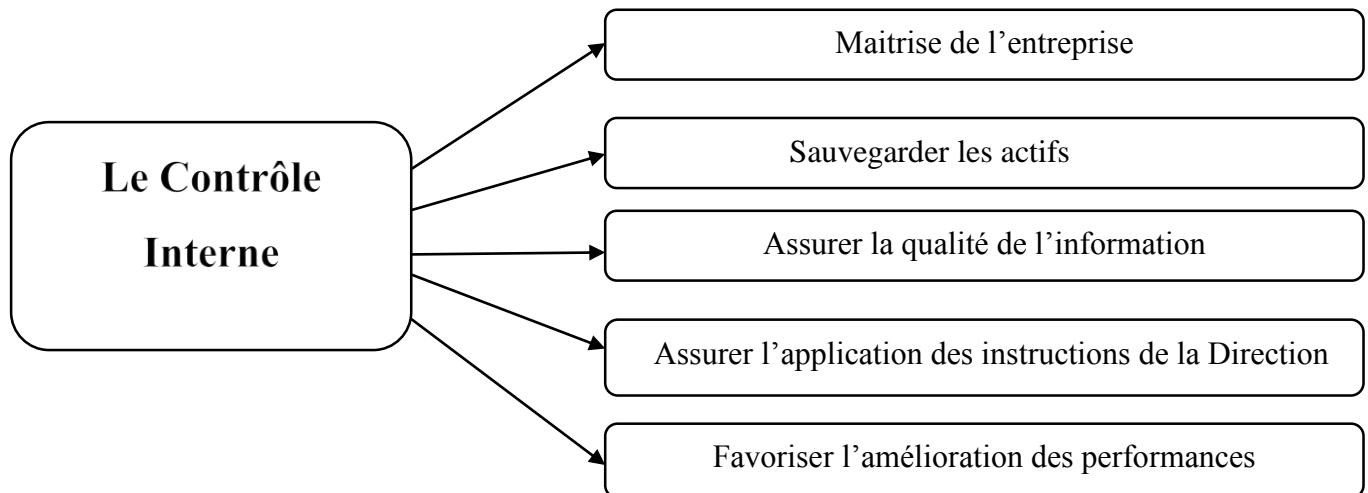 Le Contrôle
Interne
Maitrise de l’entreprise
Sauvegarder les actifs
Assurer la qualité de l’information
Assurer l’application des instructions de la Direction
Favoriser l’amélioration des performances